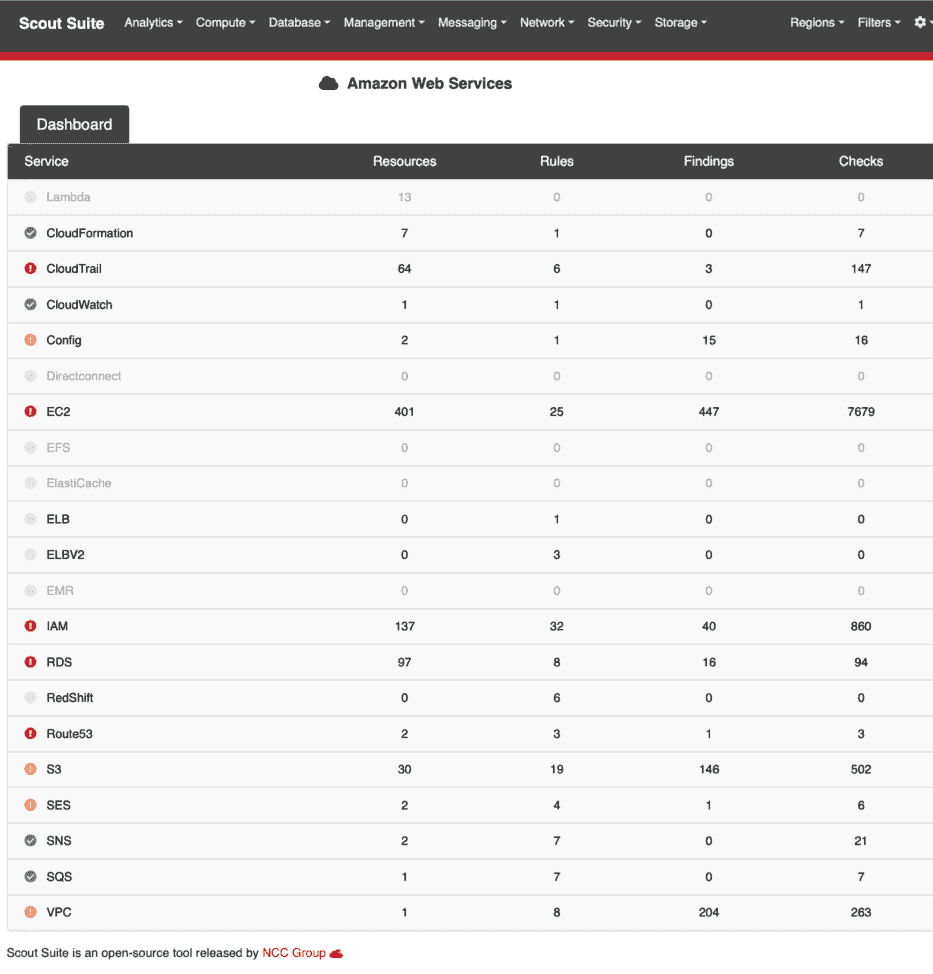 Scout Suite Analytics Compute Database Management Messaging Network Security Storage Regions Filters
Amazon Web Services
Dashboard
Service Resources Rules Findings Checks
Lambda 13 0 0 0
CloudFormation 7 1 0 7
CloudTrail 64 6 3 147
CloudWatch 1 1 0 1
Config 2 1 15 16
Directconnect 0 0 0 0
EC2 401 25 447 7679
EFS 0 0 0 0
ElastiCache 0 0 0 0
ELB 0 1 0 0
ELBV2 0 3 0 0
EMR 0 0 0 0
IAM 137 32 40 860
RDS 97 8 16 94
RedShift 0 6 0 0
Route53 2 3 1 3
S3 30 19 146 502
SES 2 4 1 6
SNS 2 7 0 21
SQS 1 7 0 7
VPC 1 8 204 263
Scout Suite is an open-source tool released by NCC Group